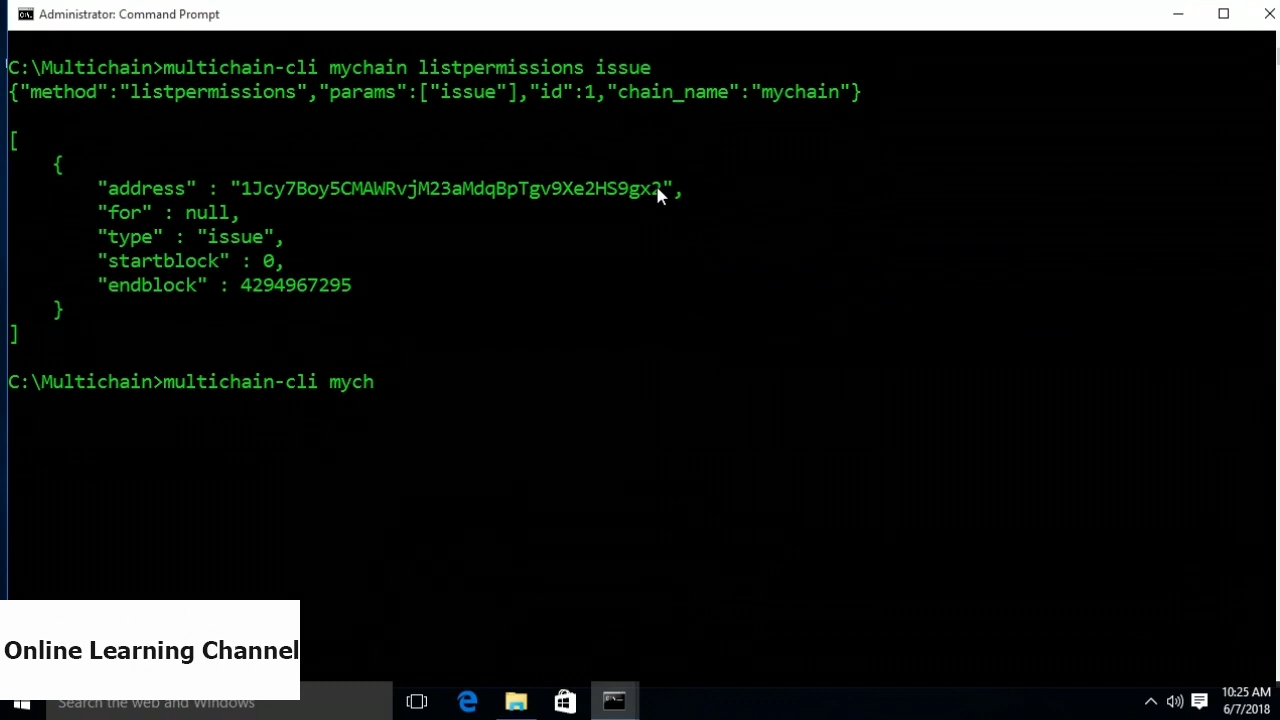 Administrator: Command Prompt
C:\Multichain>multichain-cli mychain listpermissions issue
{"method":"listpermissions","params":["issue"],"id":1,"chain_name":"mychain"}
[
{
"address" : "1Jcy7Boy5CMAWRvjM23aMdqBpTgv9Xe2HS9gx2",
"for" : null,
"type" : "issue",
"startblock" : 0,
"endblock" : 4294967295
}
]
C:\Multichain>multichain-cli mych
Online Learning Channel
Search the web and Windows
10:25 AM
6/7/2018